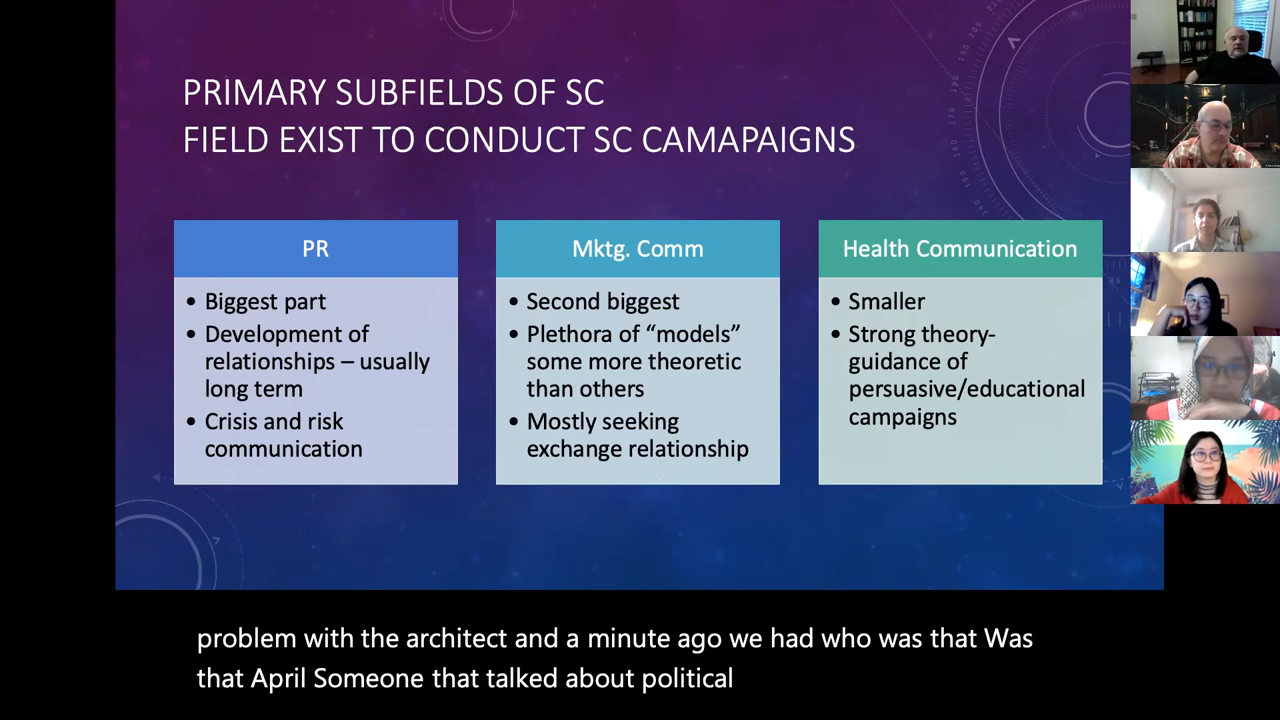 PRIMARY SUBFIELDS OF SC
FIELD EXIST TO CONDUCT SC CAMAPAIGNS
PR
• Biggest part
• Development of
relationships – usually
long term
• Crisis and risk
communication
Mktg. Comm
• Second biggest
• Plethora of “models”
some more theoretic
than others
• Mostly seeking
exchange relationship
Health Communication
• Smaller
• Strong theory-
guidance of
persuasive/educational
campaigns
problem with the architect and a minute ago we had who was that Was
that April Someone that talked about political